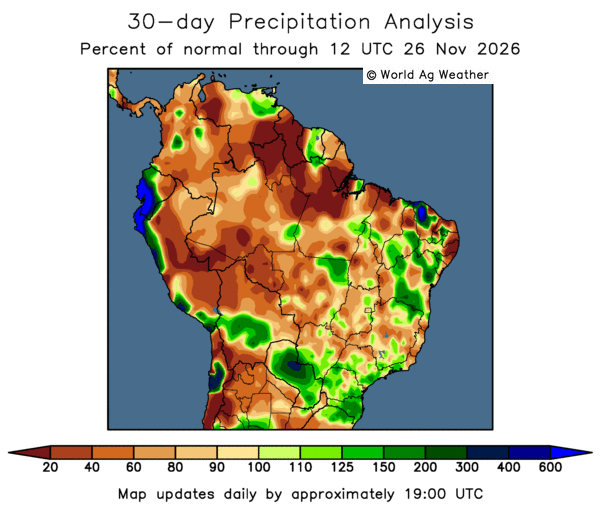 30-day Precipitation Analysis
Percent of normal through 12 UTC 26 Nov 2026
© World Ag Weather
20 40 60 80 90 100 110 125 150 200 300 400 600
Map updates daily by approximately 19:00 UTC